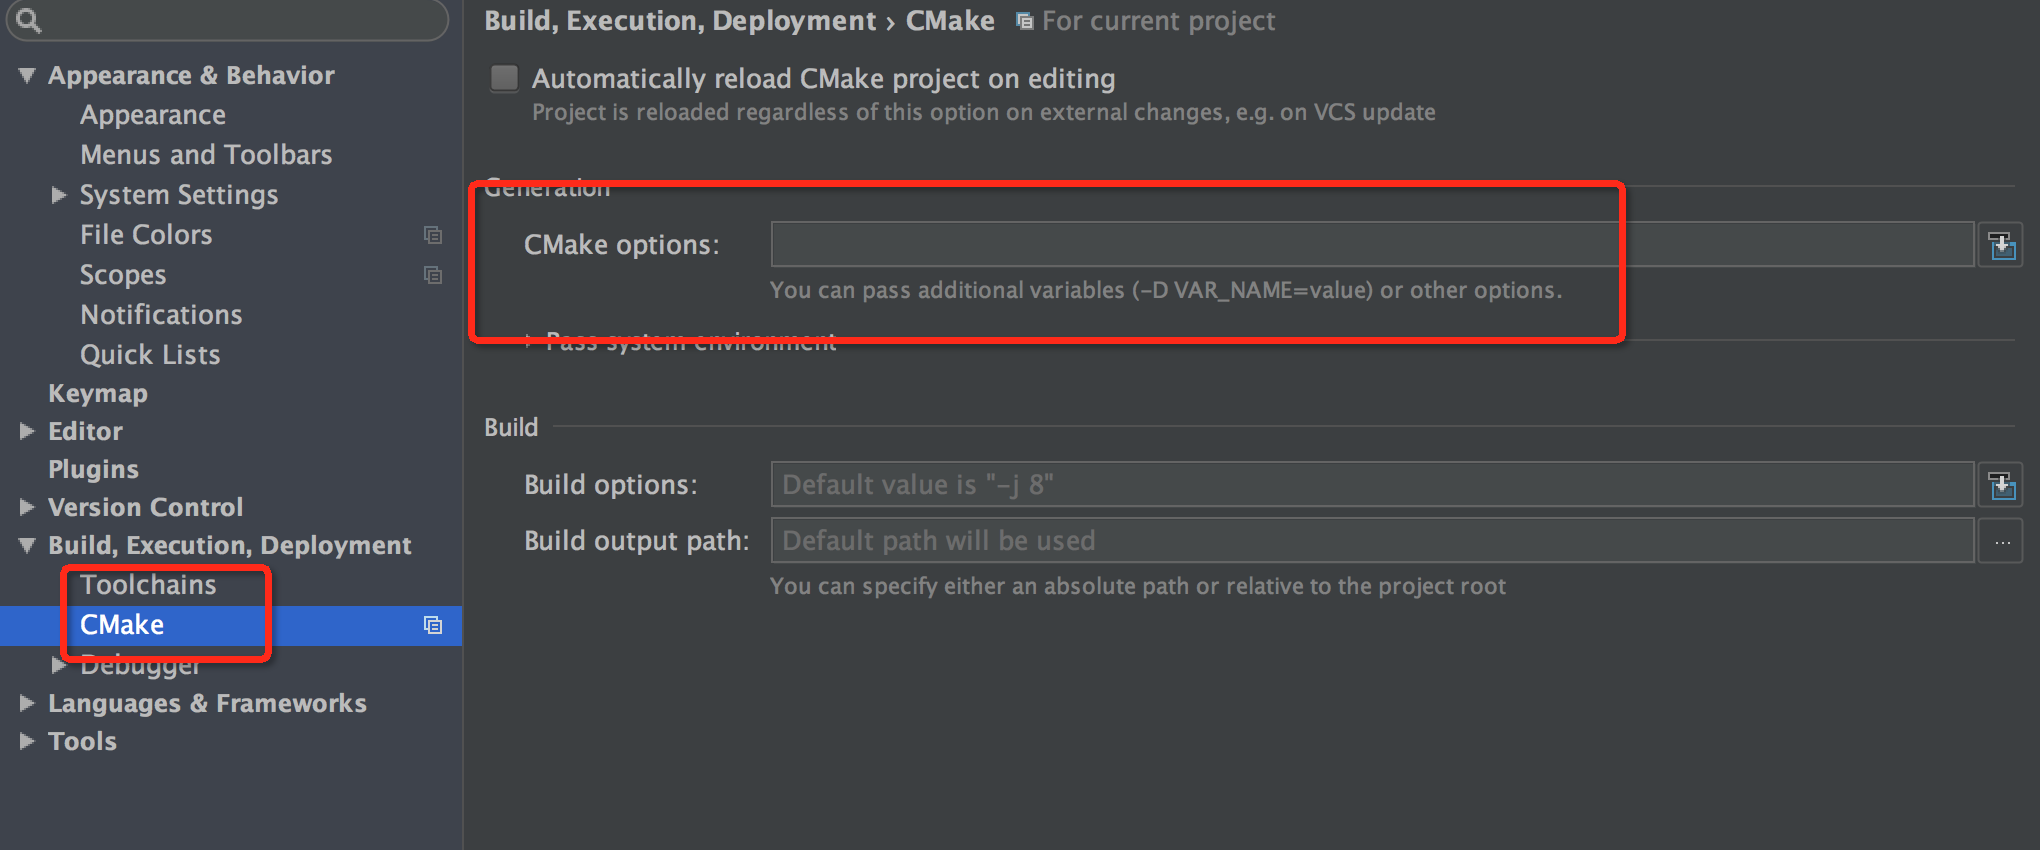 Appearance & Behavior
Appearance
Menus and Toolbars
System Settings
File Colors
Scopes
Notifications
Quick Lists
Keymap
Editor
Plugins
Version Control
Build, Execution, Deployment
Toolchains
CMake
Debugger
Languages & Frameworks
Tools
Build, Execution, Deployment › CMake For current project
Automatically reload CMake project on editing
Project is reloaded regardless of this option on external changes, e.g. on VCS update
Generation
CMake options:
You can pass additional variables (-D VAR_NAME=value) or other options.
Pass system environment
Build
Build options: Default value is "-j 8"
Build output path: Default path will be used ...
You can specify either an absolute path or relative to the project root